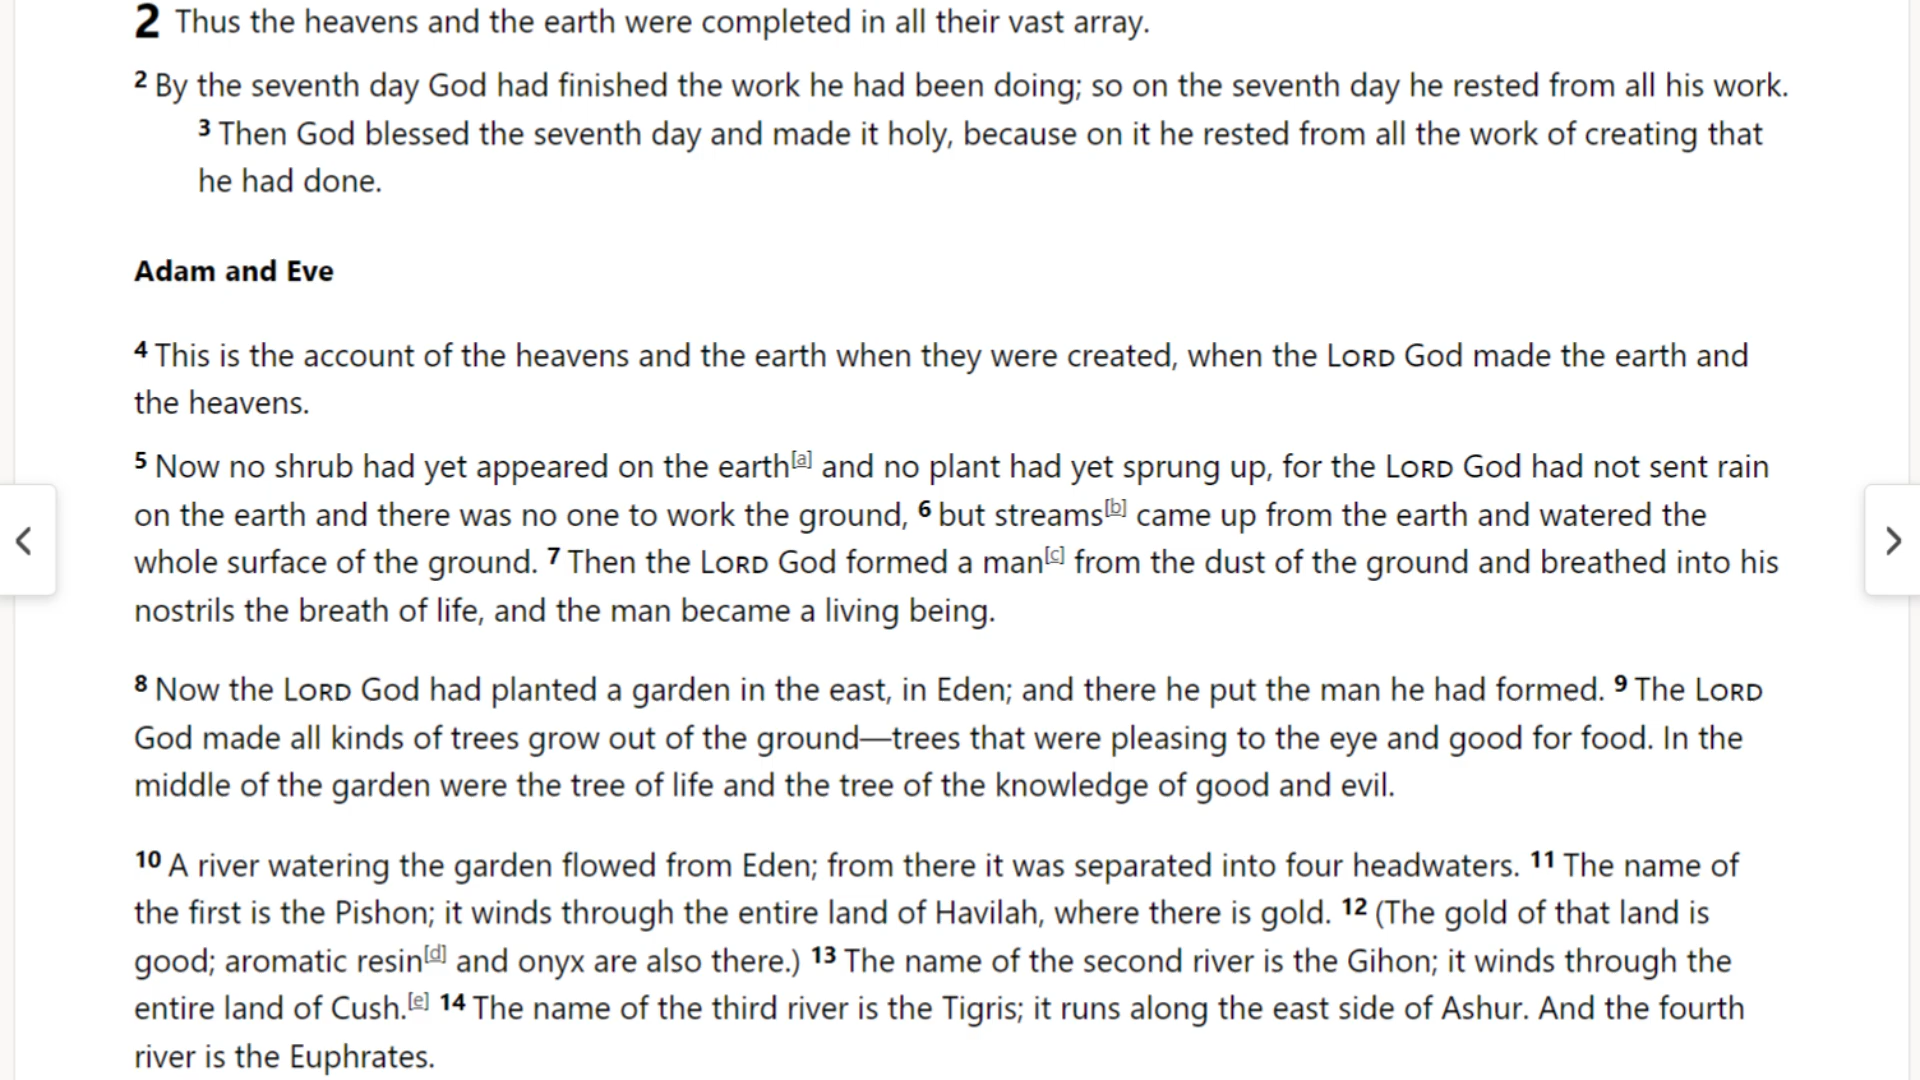 2 Thus the heavens and the earth were completed in all their vast array.
2 By the seventh day God had finished the work he had been doing; so on the seventh day he rested from all his work.
3 Then God blessed the seventh day and made it holy, because on it he rested from all the work of creating that
he had done.
Adam and Eve
4 This is the account of the heavens and the earth when they were created, when the LORD God made the earth and
the heavens.
5 Now no shrub had yet appeared on the earth[a] and no plant had yet sprung up, for the LORD God had not sent rain
on the earth and there was no one to work the ground, 6 but streams[b] came up from the earth and watered the
whole surface of the ground. 7 Then the LORD God formed a man[c] from the dust of the ground and breathed into his
nostrils the breath of life, and the man became a living being.
8 Now the LORD God had planted a garden in the east, in Eden; and there he put the man he had formed. 9 The LORD
God made all kinds of trees grow out of the ground—trees that were pleasing to the eye and good for food. In the
middle of the garden were the tree of life and the tree of the knowledge of good and evil.
10 A river watering the garden flowed from Eden; from there it was separated into four headwaters. 11 The name of
the first is the Pishon; it winds through the entire land of Havilah, where there is gold. 12 (The gold of that land is
good; aromatic resin[d] and onyx are also there.) 13 The name of the second river is the Gihon; it winds through the
entire land of Cush.[e] 14 The name of the third river is the Tigris; it runs along the east side of Ashur. And the fourth
river is the Euphrates.